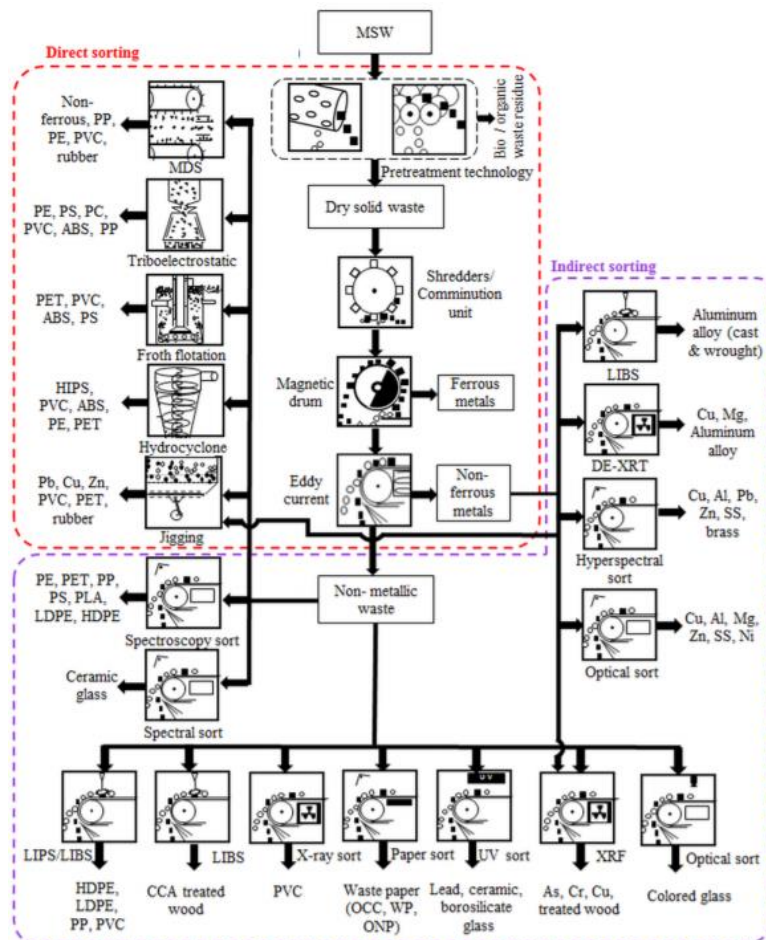 MSW
Direct sorting
Non-
ferrous, PP,
PE, PVC,
rubber
MDS
Bio / organic
waste residue
Pretreatment technology
PE, PS, PC,
PVC, ABS, PP
Triboelectrostatic
Dry solid waste
PET, PVC,
ABS, PS
Froth flotation
Shredders/
Comminution
unit
HIPS,
PVC, ABS,
PE, PET
Hydrocyclone
Magnetic
drum
Ferrous
metals
Pb, Cu, Zn,
PVC, PET,
rubber
Jigging
Eddy
current
Non-
ferrous metals
Indirect sorting
Aluminum
alloy (cast
& wrought)
LIBS
Cu, Mg,
Aluminum
alloy
DE-XRT
Cu, Al, Pb,
Zn, SS,
brass
Hyperspectral
sort
Cu, Al, Mg,
Zn, SS, Ni
Optical sort
PE, PET, PP,
PS, PLA,
LDPE, HDPE
Spectroscopy sort
Non- metallic
waste
Ceramic
glass
Spectral sort
UV
LIPS/LIBS
LIBS
X-ray sort
Paper sort
UV sort
XRF
Optical sort
HDPE,
LDPE,
PP, PVC
CCA treated
wood
PVC
Waste paper
(OCC, WP,
ONP)
Lead, ceramic,
borosilicate
glass
As, Cr, Cu,
treated wood
Colored glass